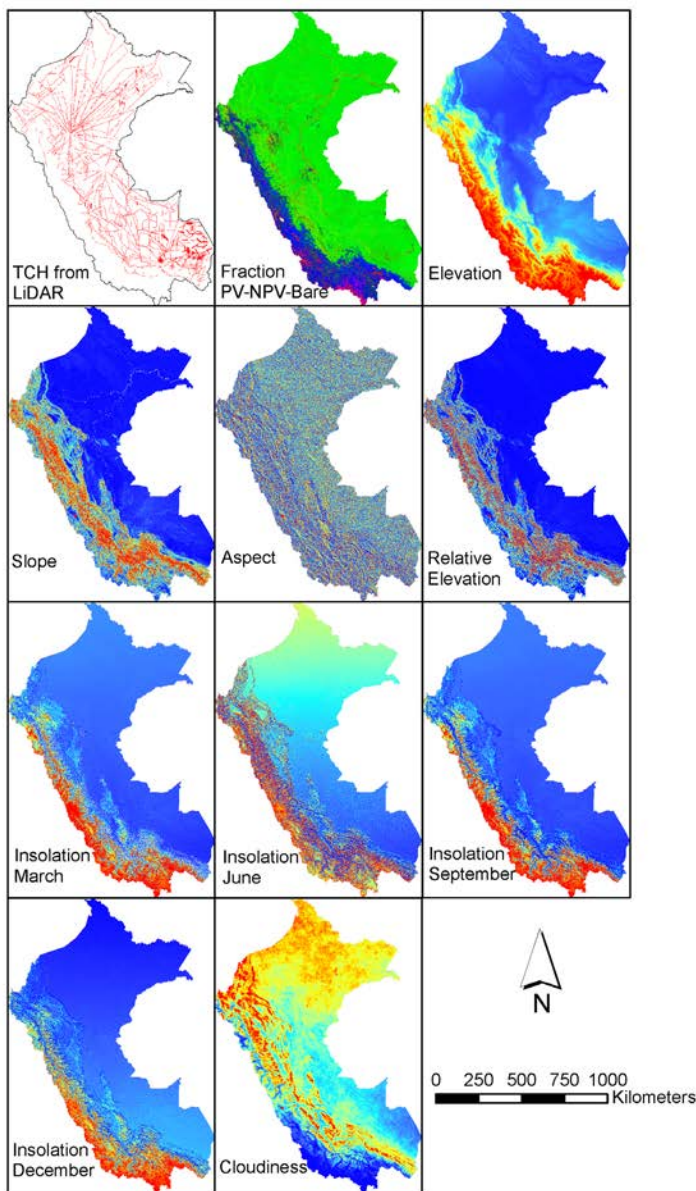 TCH from
LiDAR
Fraction
PV-NPV-Bare
Elevation
Slope
Aspect
Relative
Elevation
Insolation
March
Insolation
June
Insolation
September
Insolation
December
Cloudiness
N
0 250 500 750 1000
Kilometers